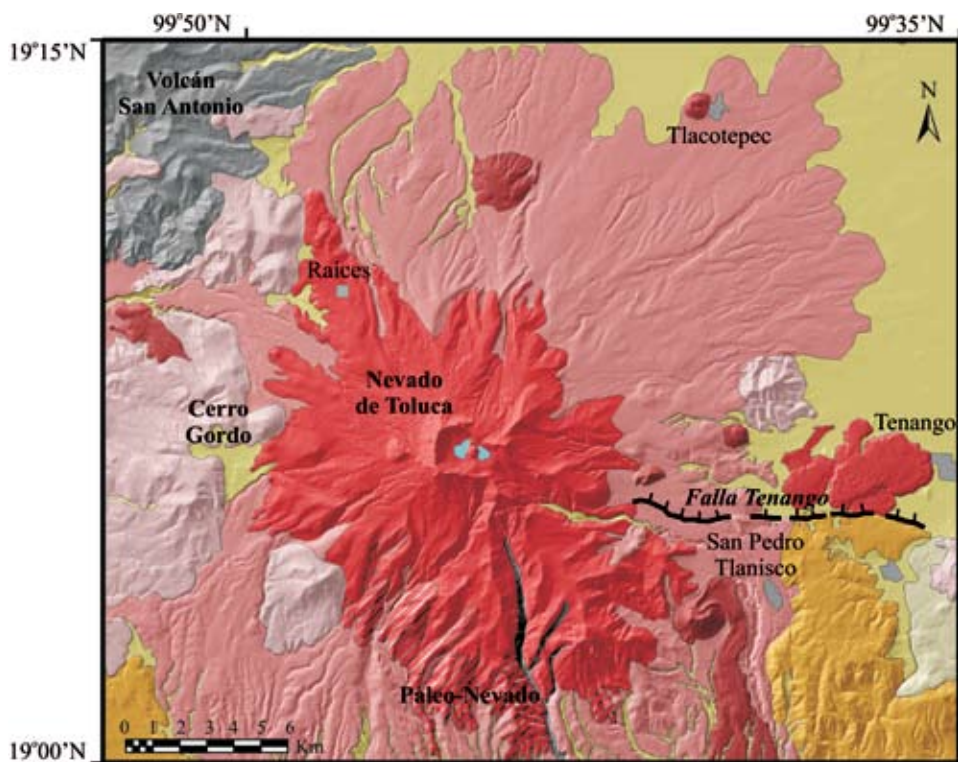 99°50'N 99°35'N
19°15'N
Volcán
San Antonio
N
Tlacotepec
Raíces
Nevado
de Toluca
Cerro
Gordo
Tenango
Falla Tenango
San Pedro
Tlanisco
Paleo-Nevado
0 1 2 3 4 5 6
Km
19°00'N